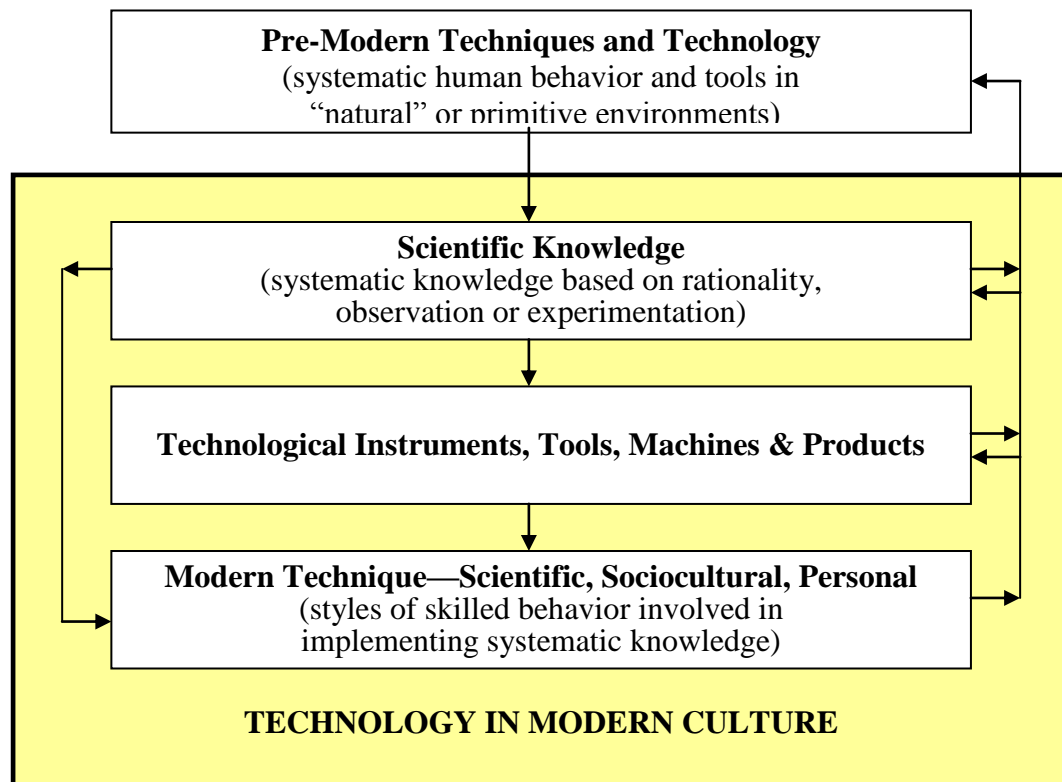 Pre-Modern Techniques and Technology
(systematic human behavior and tools in
“natural” or primitive environments)
Scientific Knowledge
(systematic knowledge based on rationality,
observation or experimentation)
Technological Instruments, Tools, Machines & Products
Modern Technique—Scientific, Sociocultural, Personal
(styles of skilled behavior involved in
implementing systematic knowledge)
TECHNOLOGY IN MODERN CULTURE